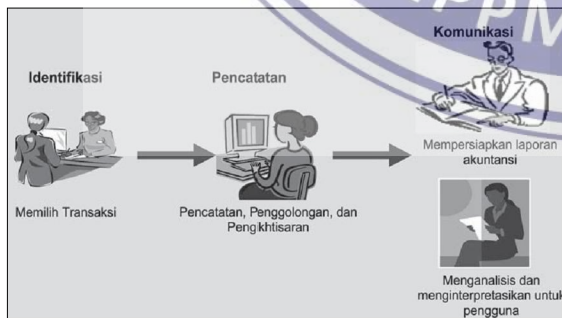 Identifikasi
Memilih Transaksi
Pencatatan
Pencatatan, Penggolongan, dan
Pengikhtisaran
Komunikasi
Mempersiapkan laporan
akuntansi
Menganalisis dan
menginterpretasikan untuk
pengguna